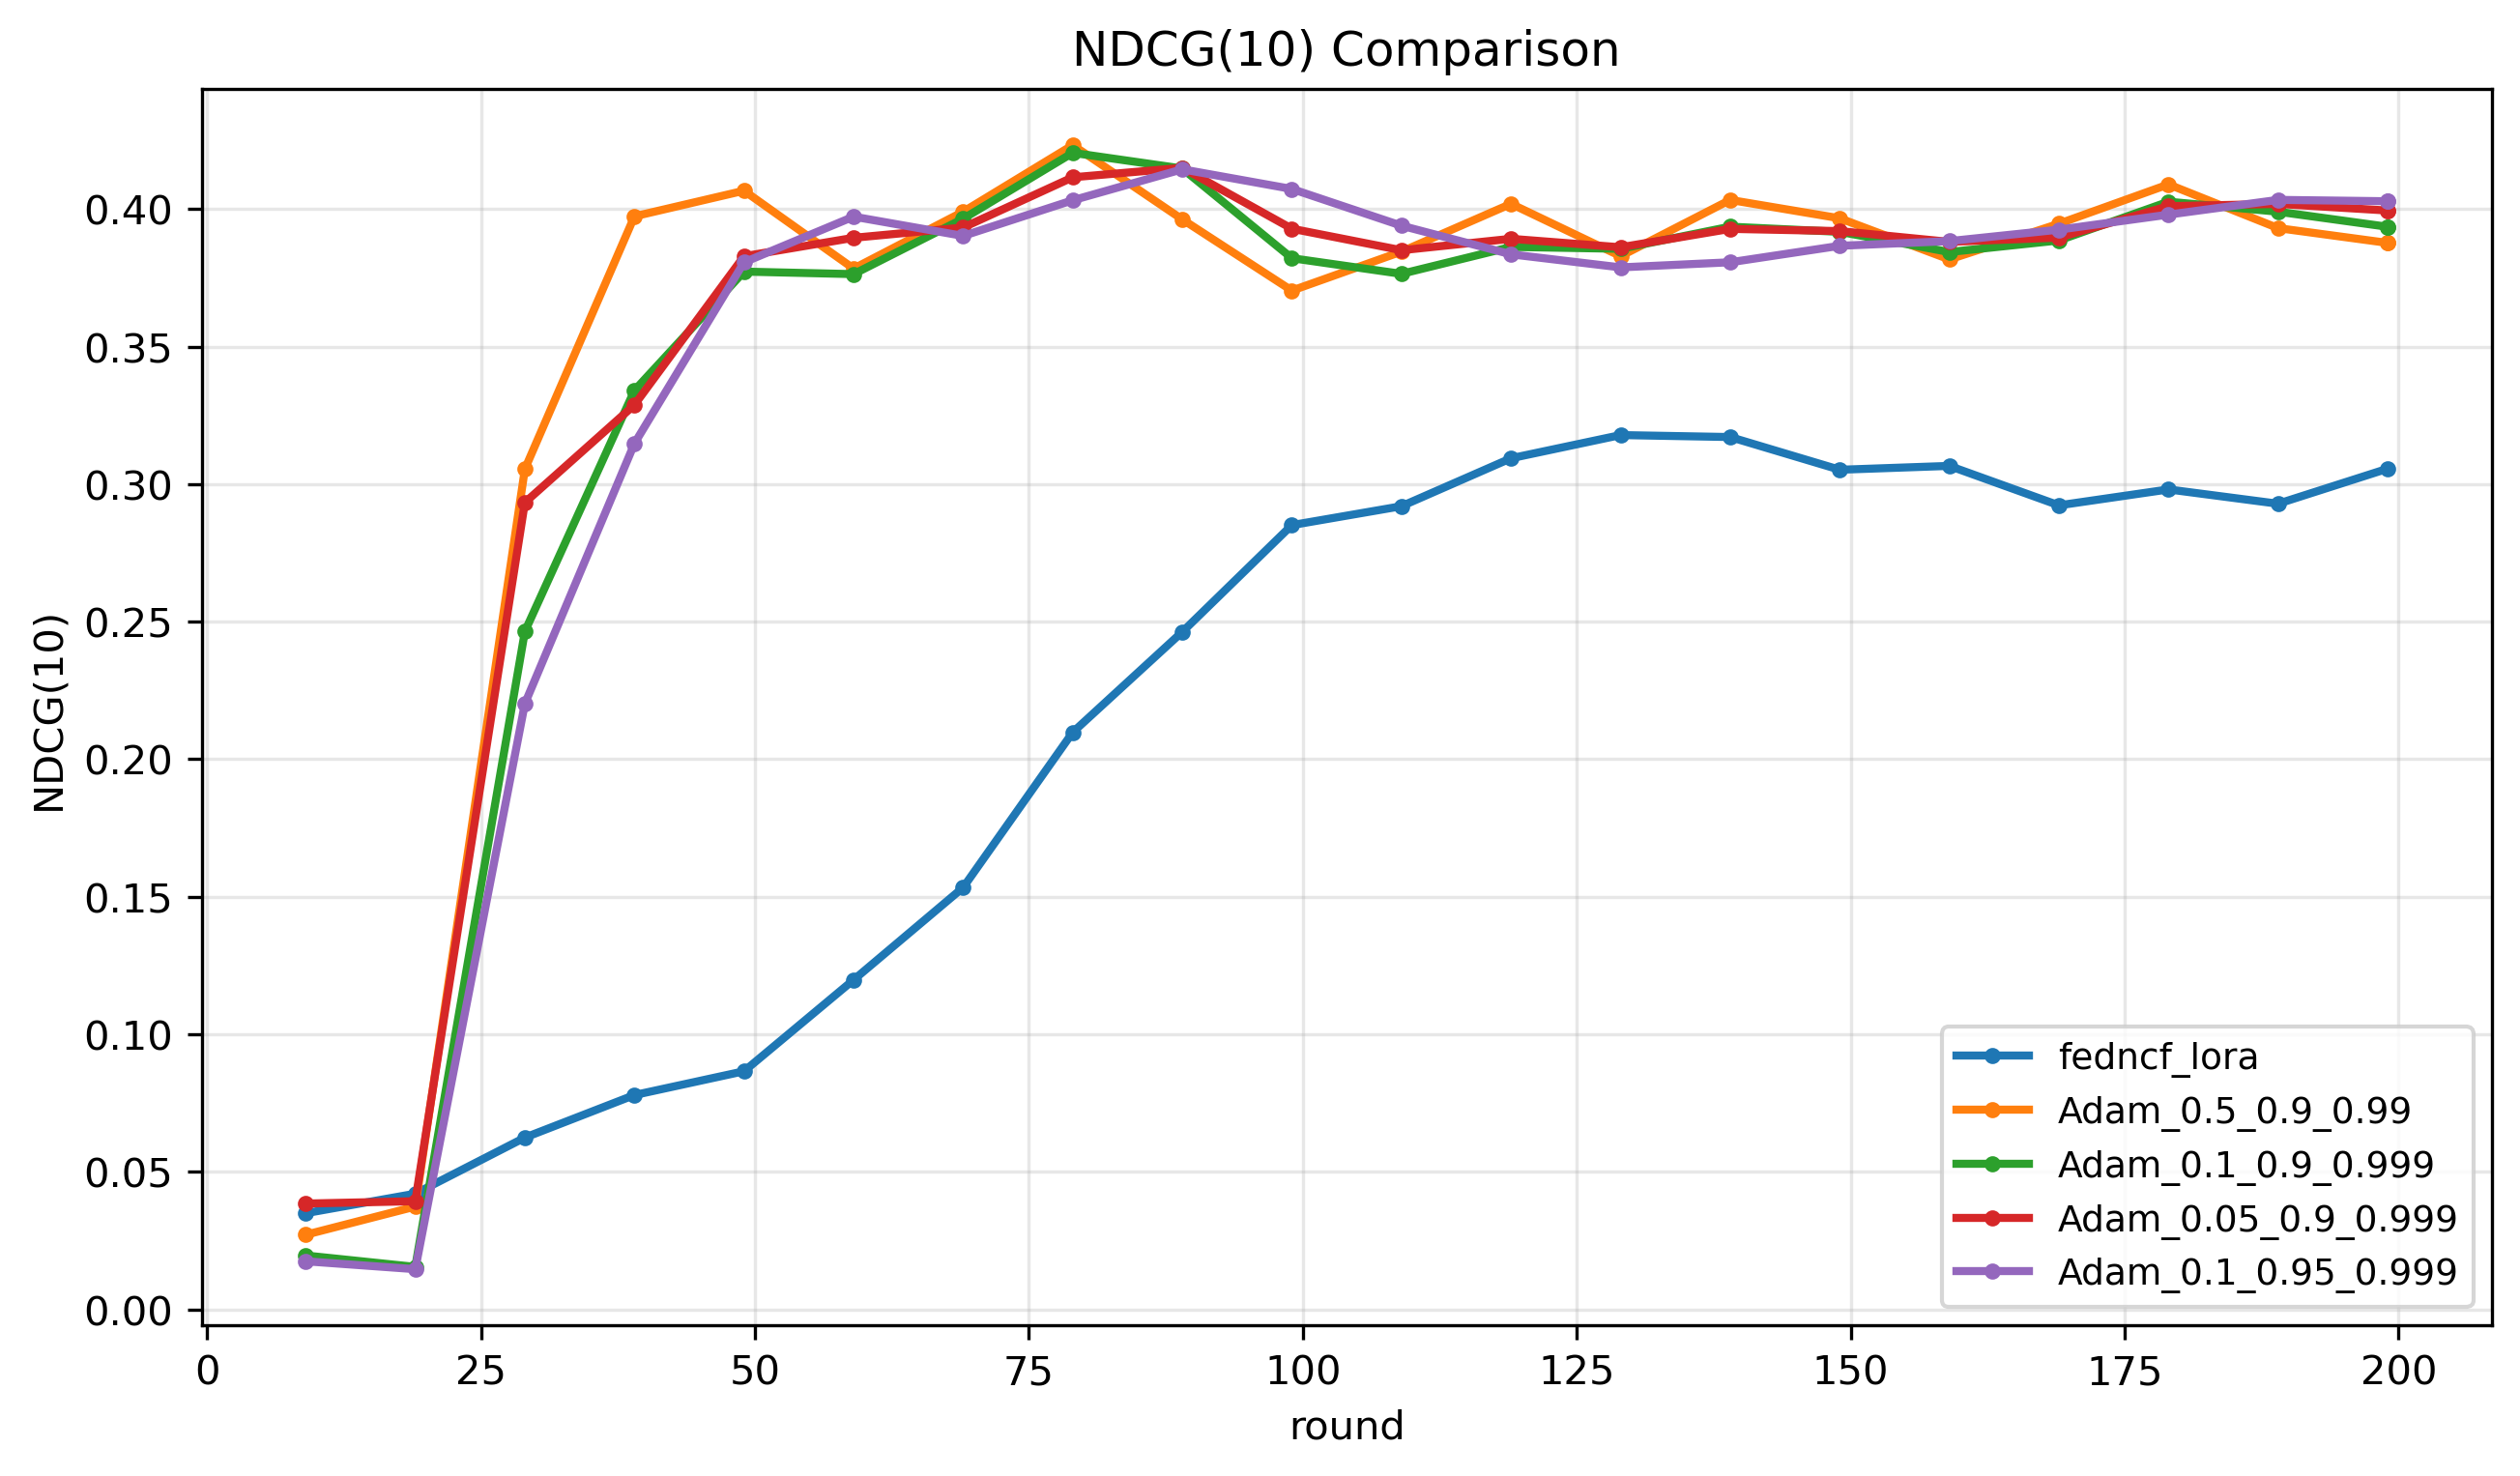 NDCG(10) Comparison
NDCG(10)
0.40
0.35
0.30
0.25
0.20
0.15
0.10
0.05
0.00
0 25 50 75 100 125 150 175 200
round
fedncf_lora
Adam_0.5_0.9_0.99
Adam_0.1_0.9_0.999
Adam_0.05_0.9_0.999
Adam_0.1_0.95_0.999